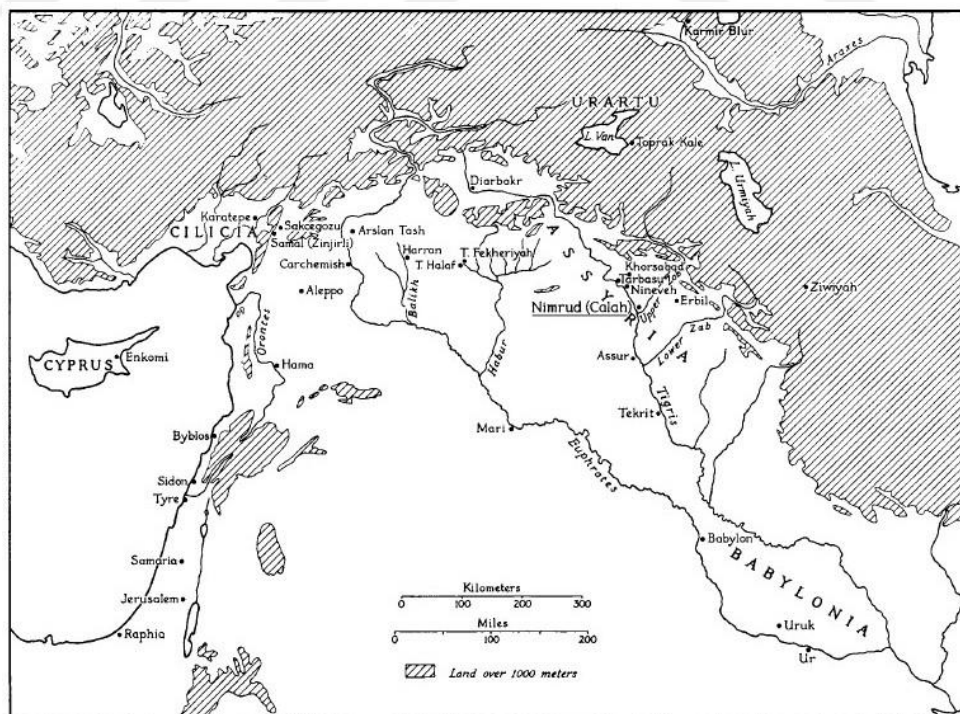 Karmir Blur
Araxes
URARTU
L. Van
Toprak Kale
L. Urmiyah
Diarbakr
Karatepe
Sakcegozu
CILICIA
Samal (Zinjirli)
Arslan Tash
Harran
T. Fekheriyah
Carchemish
T. Halaf
ASSYRIA
Khorsabad
Tarbasu
Nineveh
Ziwiyah
Aleppo
Balikh
Nimrud (Calah)
Upper Zab
Erbil
Orontes
Habur
Lower Zab
CYPRUS
Enkomi
Hama
Assur
Tigris
Tekrit
Byblos
Mari
Euphrates
Sidon
Tyre
Babylon
BABYLONIA
Samaria
Jerusalem
Raphia
Uruk
Ur
Kilometers
0 100 200 300
Miles
0 100 200
Land over 1000 meters